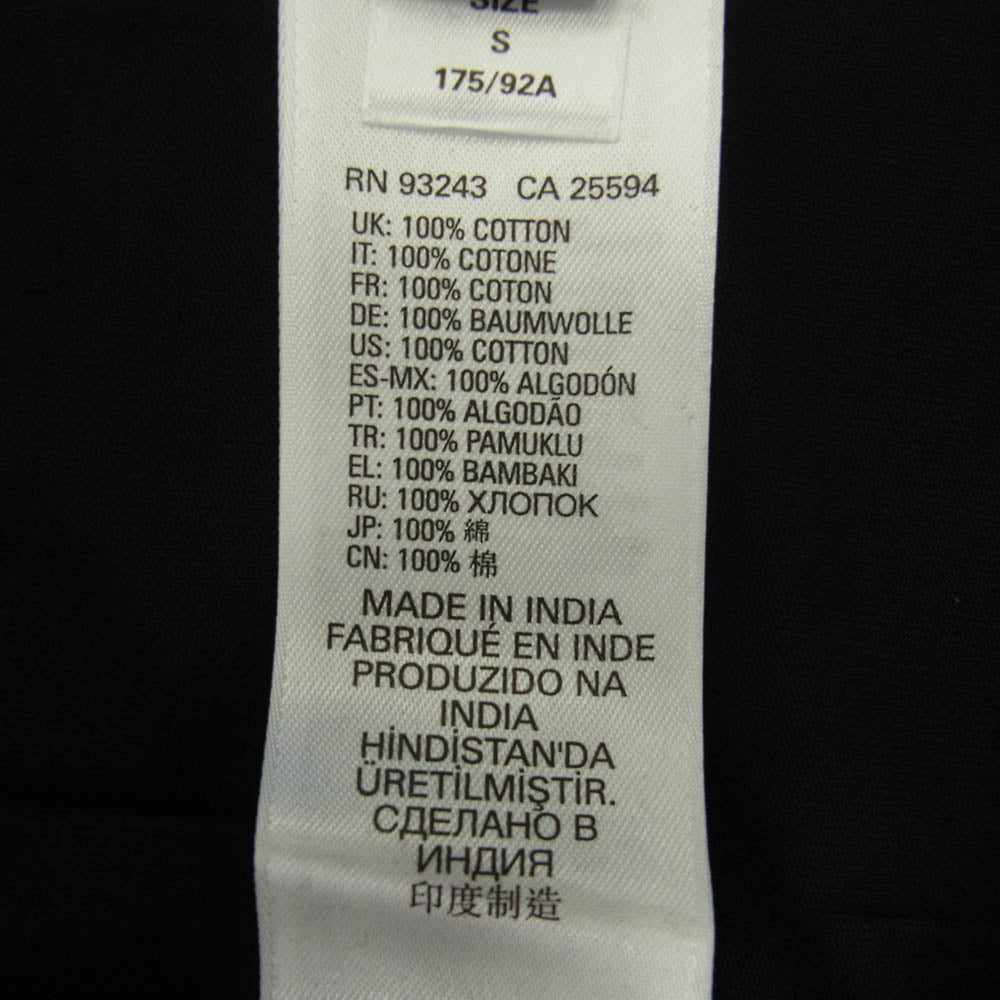 SIZE
S
175/92A
RN 93243 CA 25594
UK: 100% COTTON
IT: 100% COTONE
FR: 100% COTON
DE: 100% BAUMWOLLE
US: 100% COTTON
ES-MX: 100% ALGODÓN
PT: 100% ALGODÃO
TR: 100% PAMUKLU
EL: 100% BAMBAKI
RU: 100% ХЛОПОК
JP: 100% 綿
CN: 100% 棉
MADE IN INDIA
FABRIQUÉ EN INDE
PRODUZIDO NA
INDIA
HİNDİSTAN'DA
ÜRETİLMİŞTİR.
СДЕЛАНО В
ИНДИЯ
印度制造